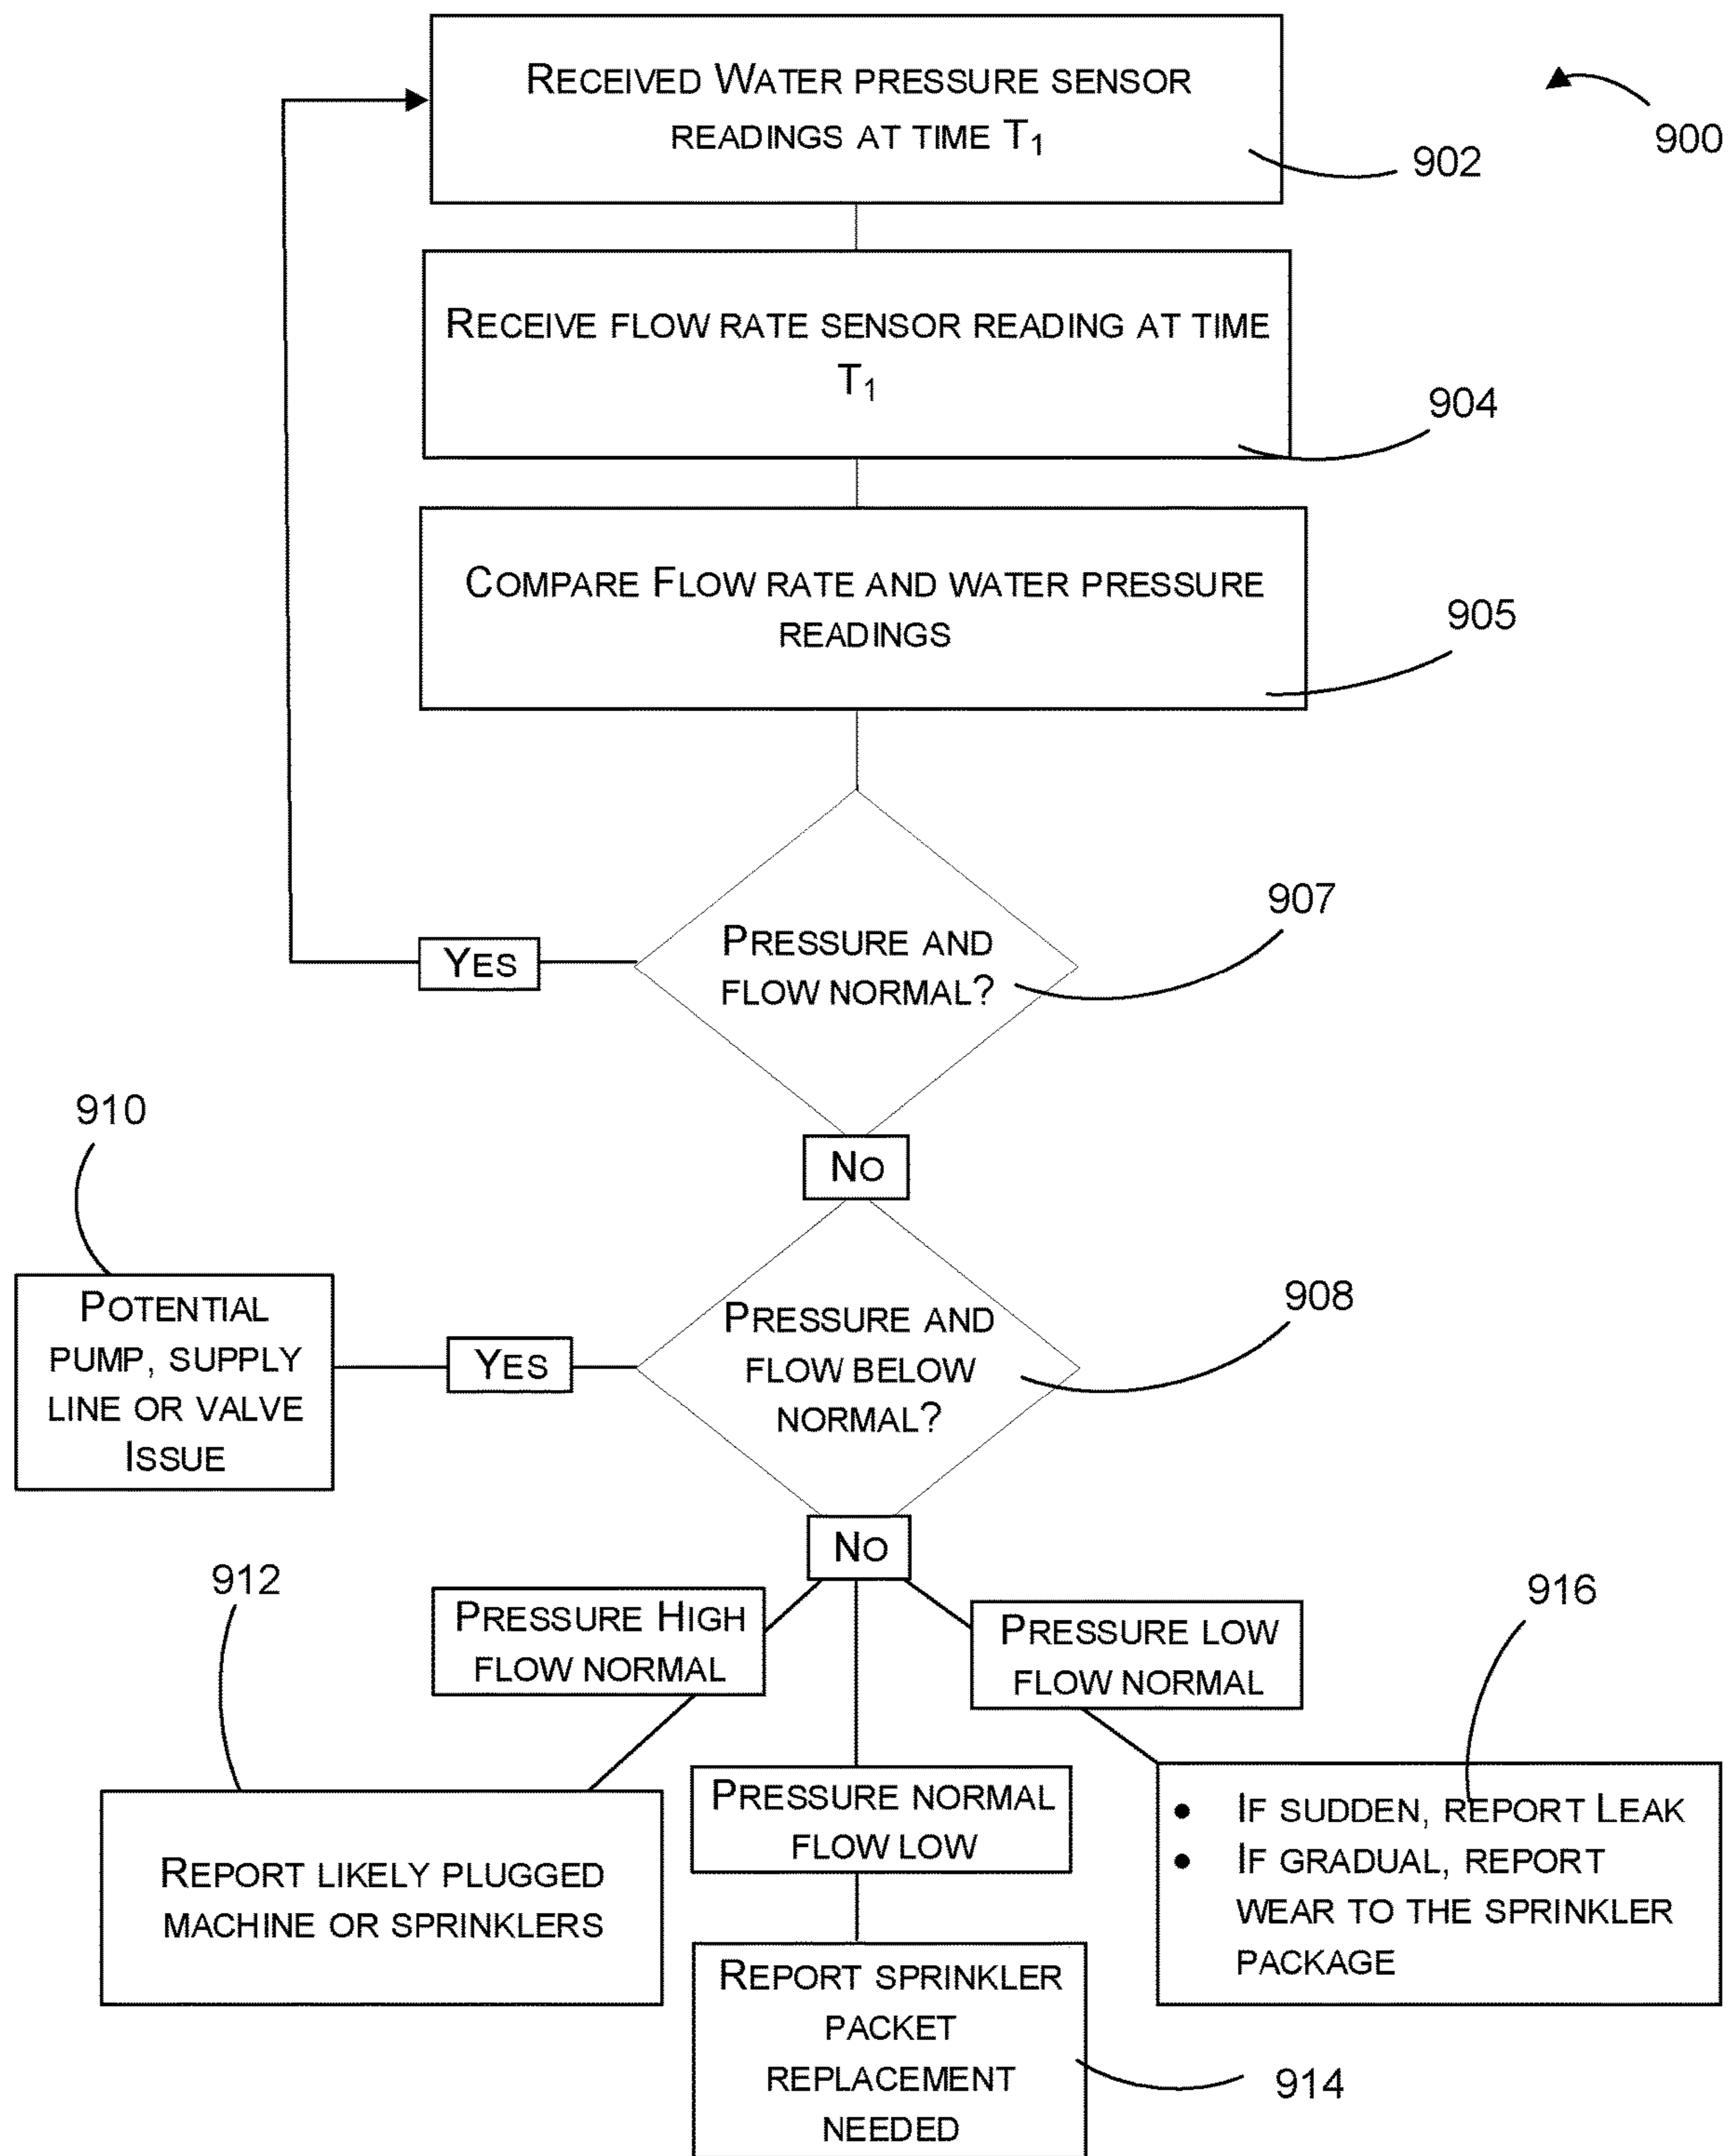 Received Water pressure sensor
readings at time T1
900
902
Receive flow rate sensor reading at time
T1
904
Compare Flow rate and water pressure
readings
905
Pressure and
flow normal?
907
Yes
No
910
Potential
pump, supply
line or valve
Issue
Yes
Pressure and
flow below
normal?
908
No
912
Pressure High
flow normal
Pressure low
flow normal
916
Report likely plugged
machine or sprinklers
Pressure normal
flow low
• If sudden, report Leak
• If gradual, report
wear to the sprinkler
package
Report sprinkler
packet
replacement
needed
914